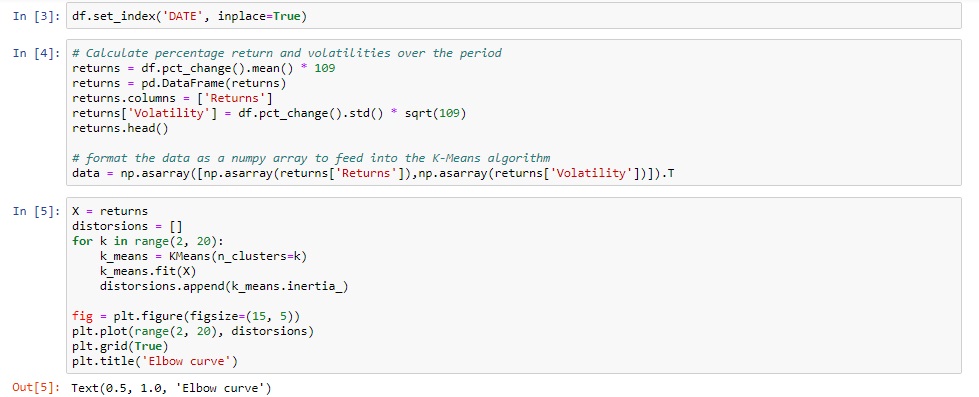 In [3]: df.set_index('DATE', inplace=True)
In [4]: # Calculate percentage return and volatilities over the period
returns = df.pct_change().mean() * 109
returns = pd.DataFrame(returns)
returns.columns = ['Returns']
returns['Volatility'] = df.pct_change().std() * sqrt(109)
returns.head()
# format the data as a numpy array to feed into the K-Means algorithm
data = np.asarray([np.asarray(returns['Returns']),np.asarray(returns['Volatility'])]).T
In [5]: X = returns
distorsions = []
for k in range(2, 20):
    k_means = KMeans(n_clusters=k)
    k_means.fit(X)
    distorsions.append(k_means.inertia_)
fig = plt.figure(figsize=(15, 5))
plt.plot(range(2, 20), distorsions)
plt.grid(True)
plt.title('Elbow curve')
Out[5]: Text(0.5, 1.0, 'Elbow curve')